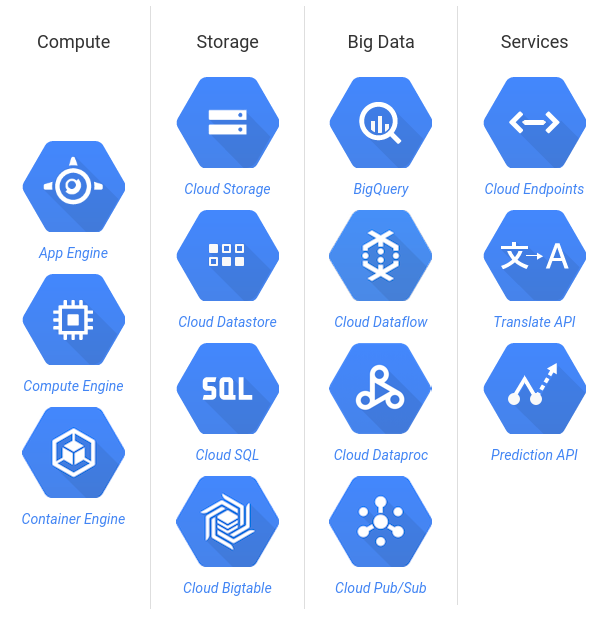 Compute
App Engine
Compute Engine
Container Engine
Storage
Cloud Storage
Cloud Datastore
SQL
Cloud SQL
Cloud Bigtable
Big Data
BigQuery
Cloud Dataflow
Cloud Dataproc
Cloud Pub/Sub
Services
Cloud Endpoints
文→A
Translate API
Prediction API